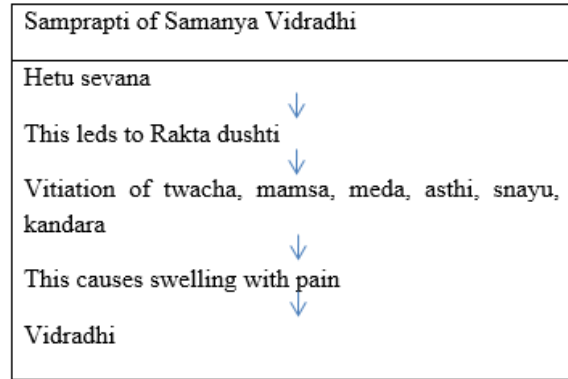 Samprapti of Samanya Vidradhi
Hetu sevana
This leds to Rakta dushti
Vitiation of twacha, mamsa, meda, asthi, snayu,
kandara
This causes swelling with pain
Vidradhi